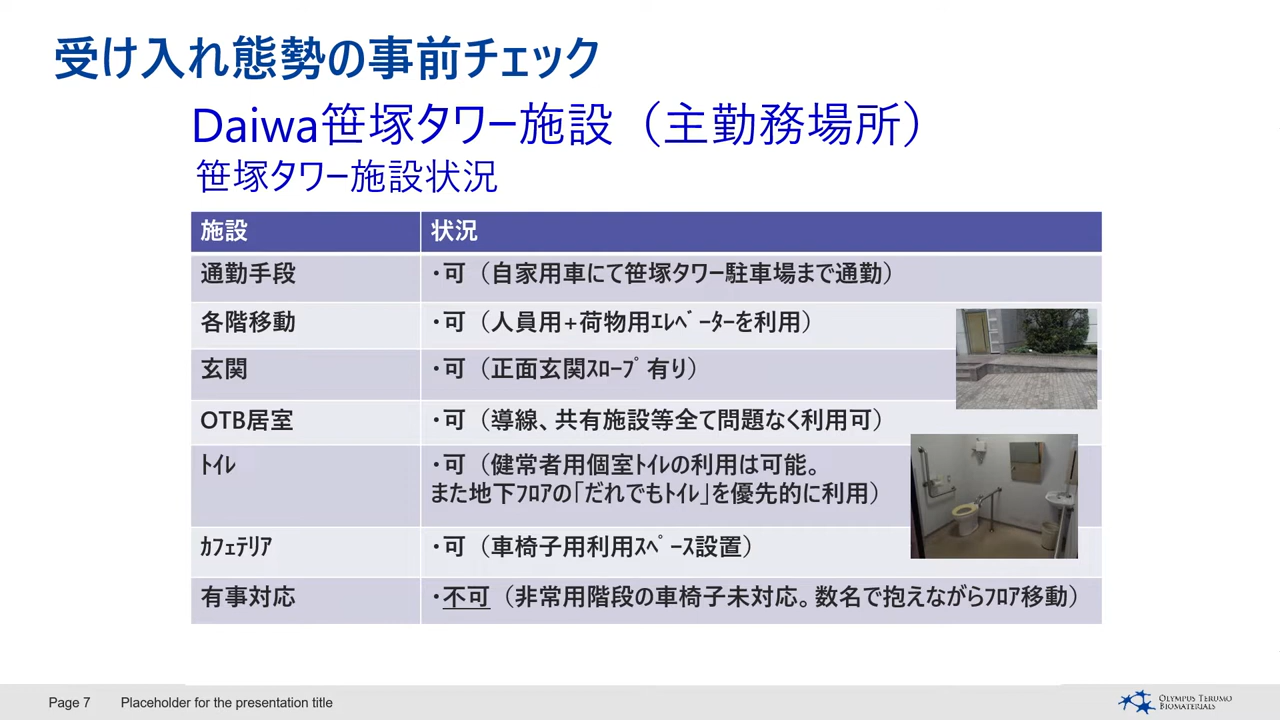 受け入れ態勢の事前チェック
Daiwa笹塚タワー施設（主勤務場所）
笹塚タワー施設状況
施設 状況
通勤手段 ・可（自家用車にて笹塚タワー駐車場まで通勤）
各階移動 ・可（人員用+荷物用ｴﾚﾍﾞｰﾀｰを利用）
玄関 ・可（正面玄関ｽﾛｰﾌﾟ有り）
OTB居室 ・可（導線、共有施設等全て問題なく利用可）
ﾄｲﾚ ・可（健常者用個室ﾄｲﾚの利用は可能。
また地下ﾌﾛｱの「だれでもﾄｲﾚ」を優先的に利用）
ｶﾌｪﾃﾘｱ ・可（車椅子用利用ｽﾍﾟｰｽ設置）
有事対応 ・不可（非常用階段の車椅子未対応。数名で抱えながらﾌﾛｱ移動）
Page 7 Placeholder for the presentation title
OLYMPUS TERUMO
BIOMATERIALS